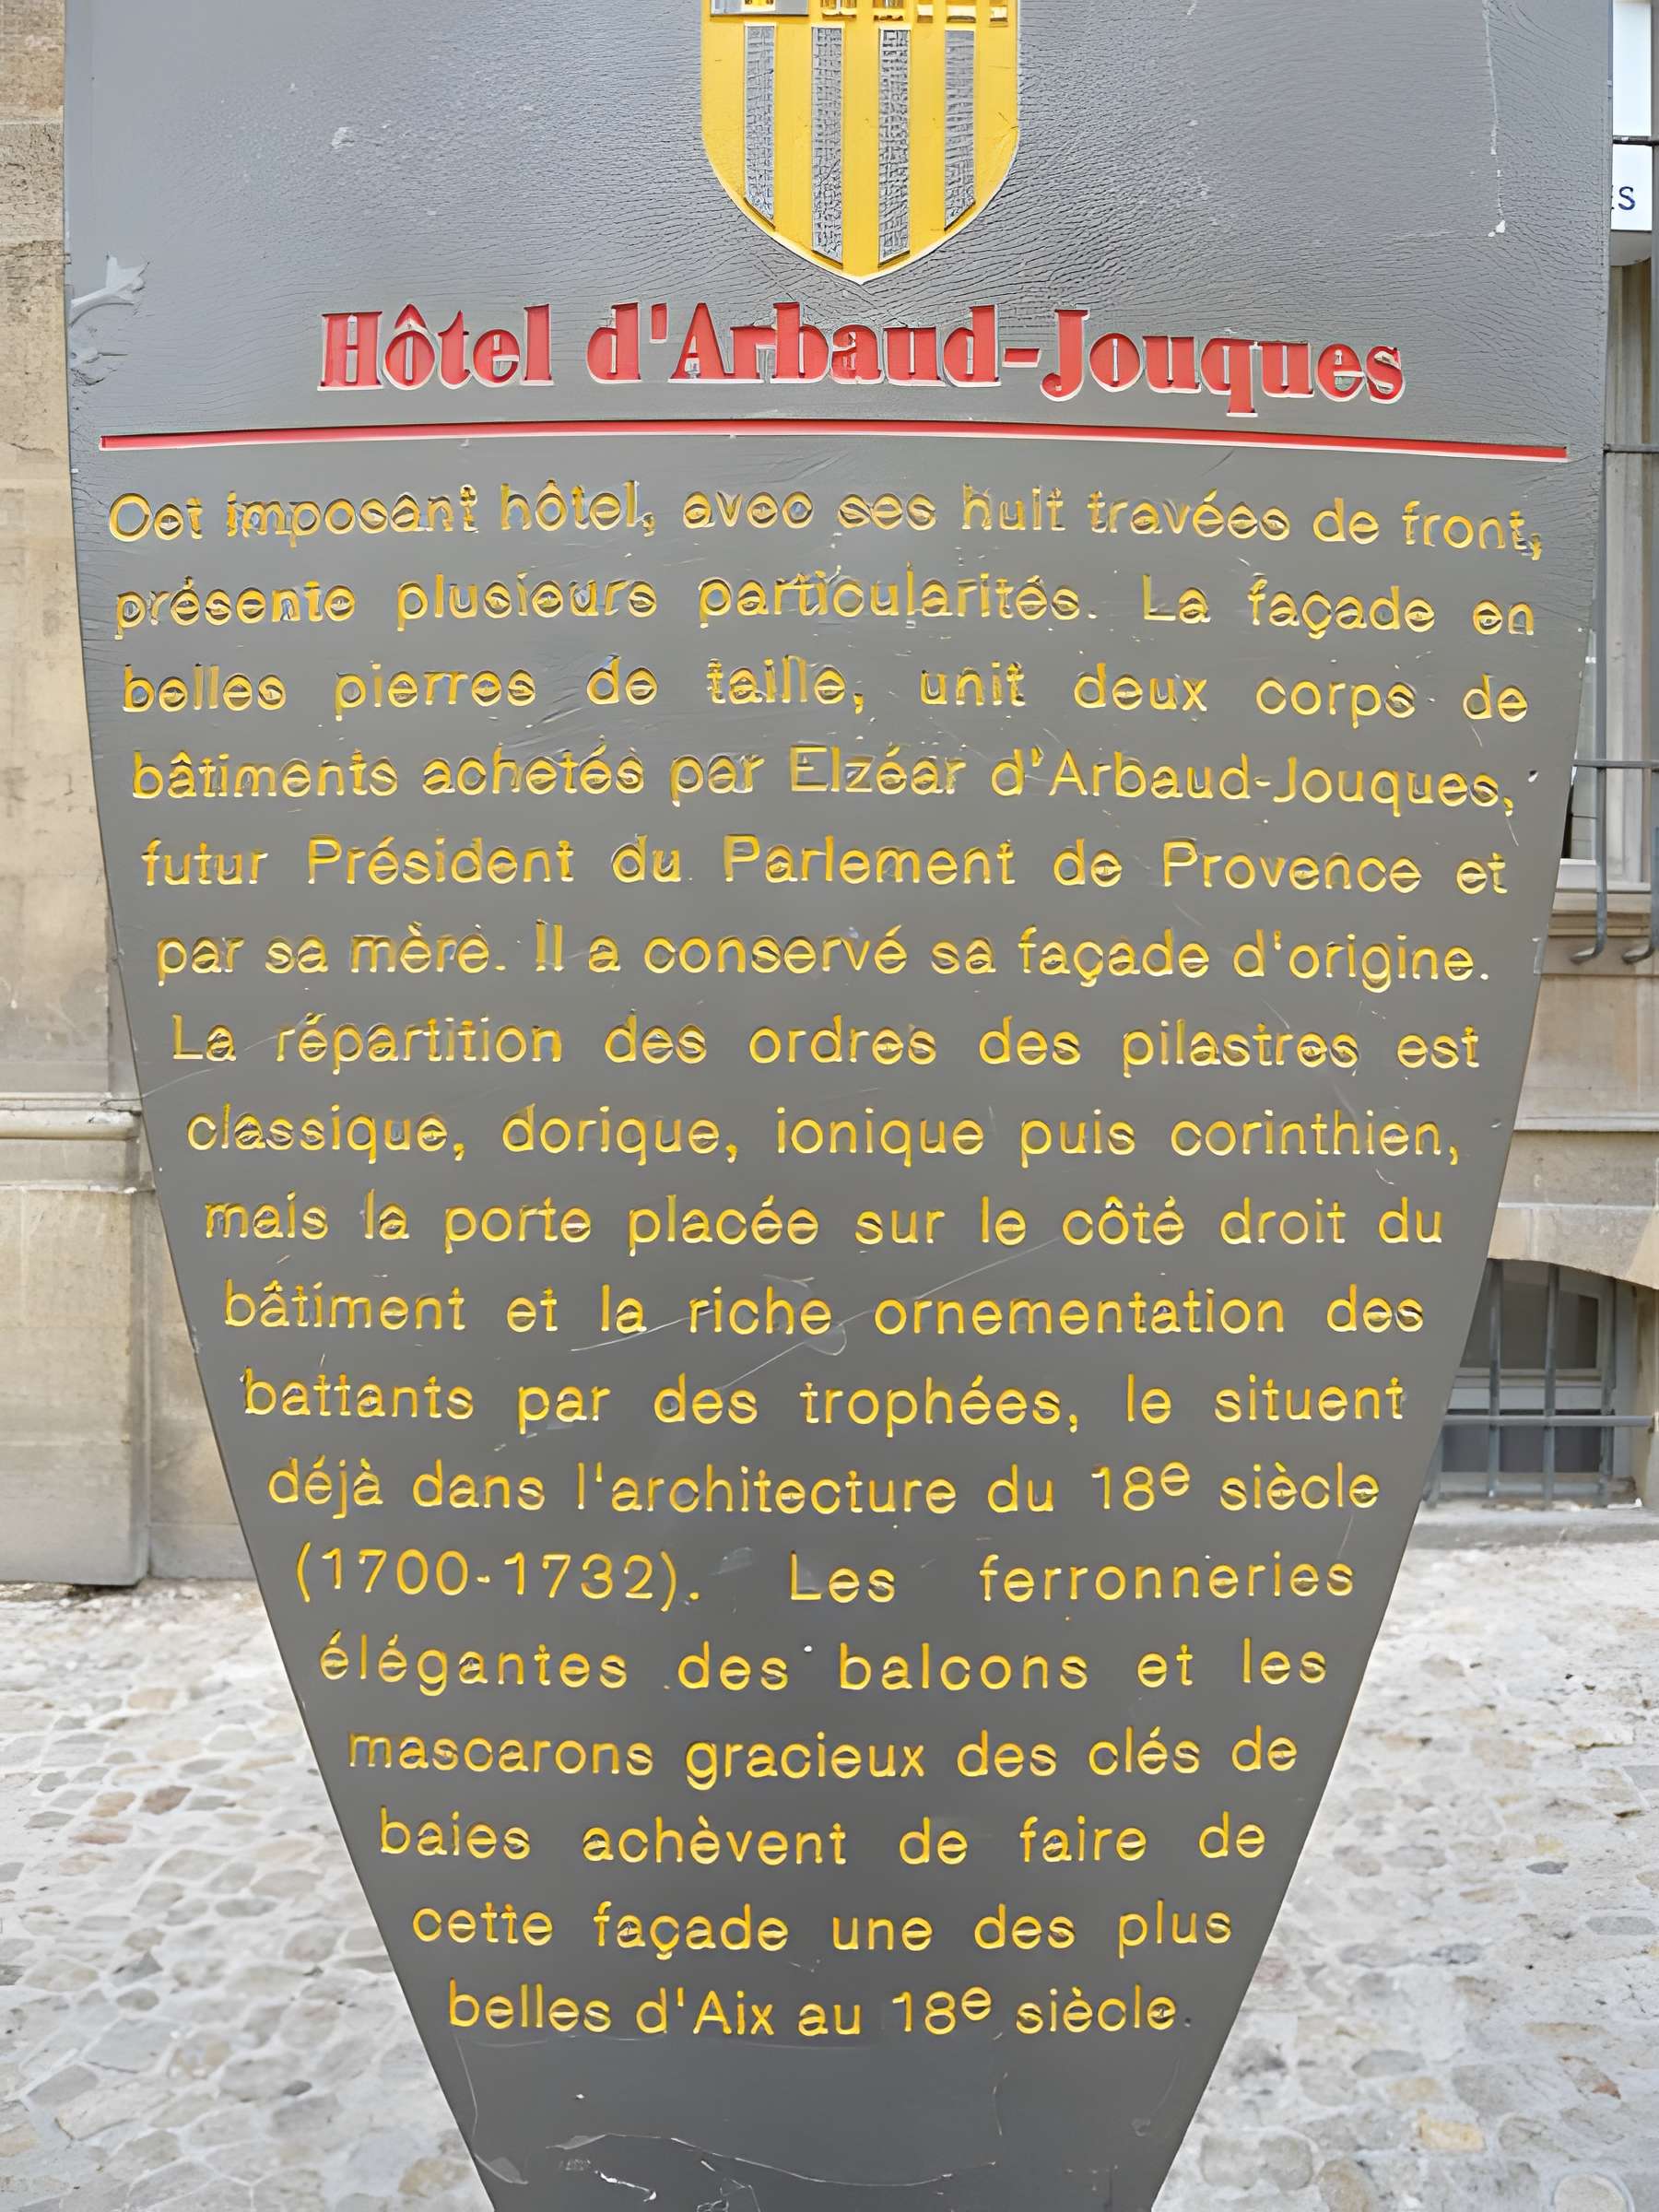 ES
Hôtel d'Arbaud-Jouques
Cet imposant hôtel, avec ses huit travées de front,
présente plusieurs particularités. La façade en
belles pierres de taille, unit deux corps de
bâtiments achetés par Elzéar d'Arbaud-Jouques,
futur Président du Parlement de Provence et
par sa mère. Il a conservé sa façade d'origine.
La répartition des ordres des pilastres est
classique, dorique, ionique puis corinthien,
mais la porte placée sur le côté droit du
bâtiment et la riche ornementation des
battants par des trophées, le situent
déjà dans l'architecture du 18e siècle
(1700-1732). Les ferronneries
élégantes des balcons et les
mascarons gracieux des clés de
baies achèvent de faire de
cette façade une des plus
belles d'Aix au 18e siècle.